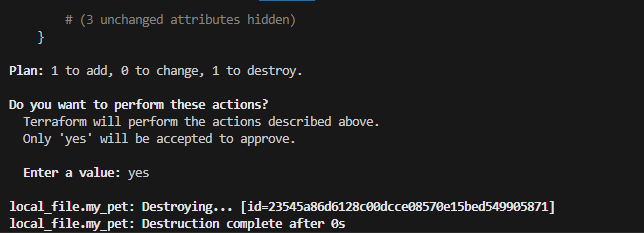 # (3 unchanged attributes hidden)
}
Plan: 1 to add, 0 to change, 1 to destroy.
Do you want to perform these actions?
Terraform will perform the actions described above.
Only 'yes' will be accepted to approve.
Enter a value: yes
local_file.my_pet: Destroying... [id=23545a86d6128c00dcce08570e15bed549905871]
local_file.my_pet: Destruction complete after 0s